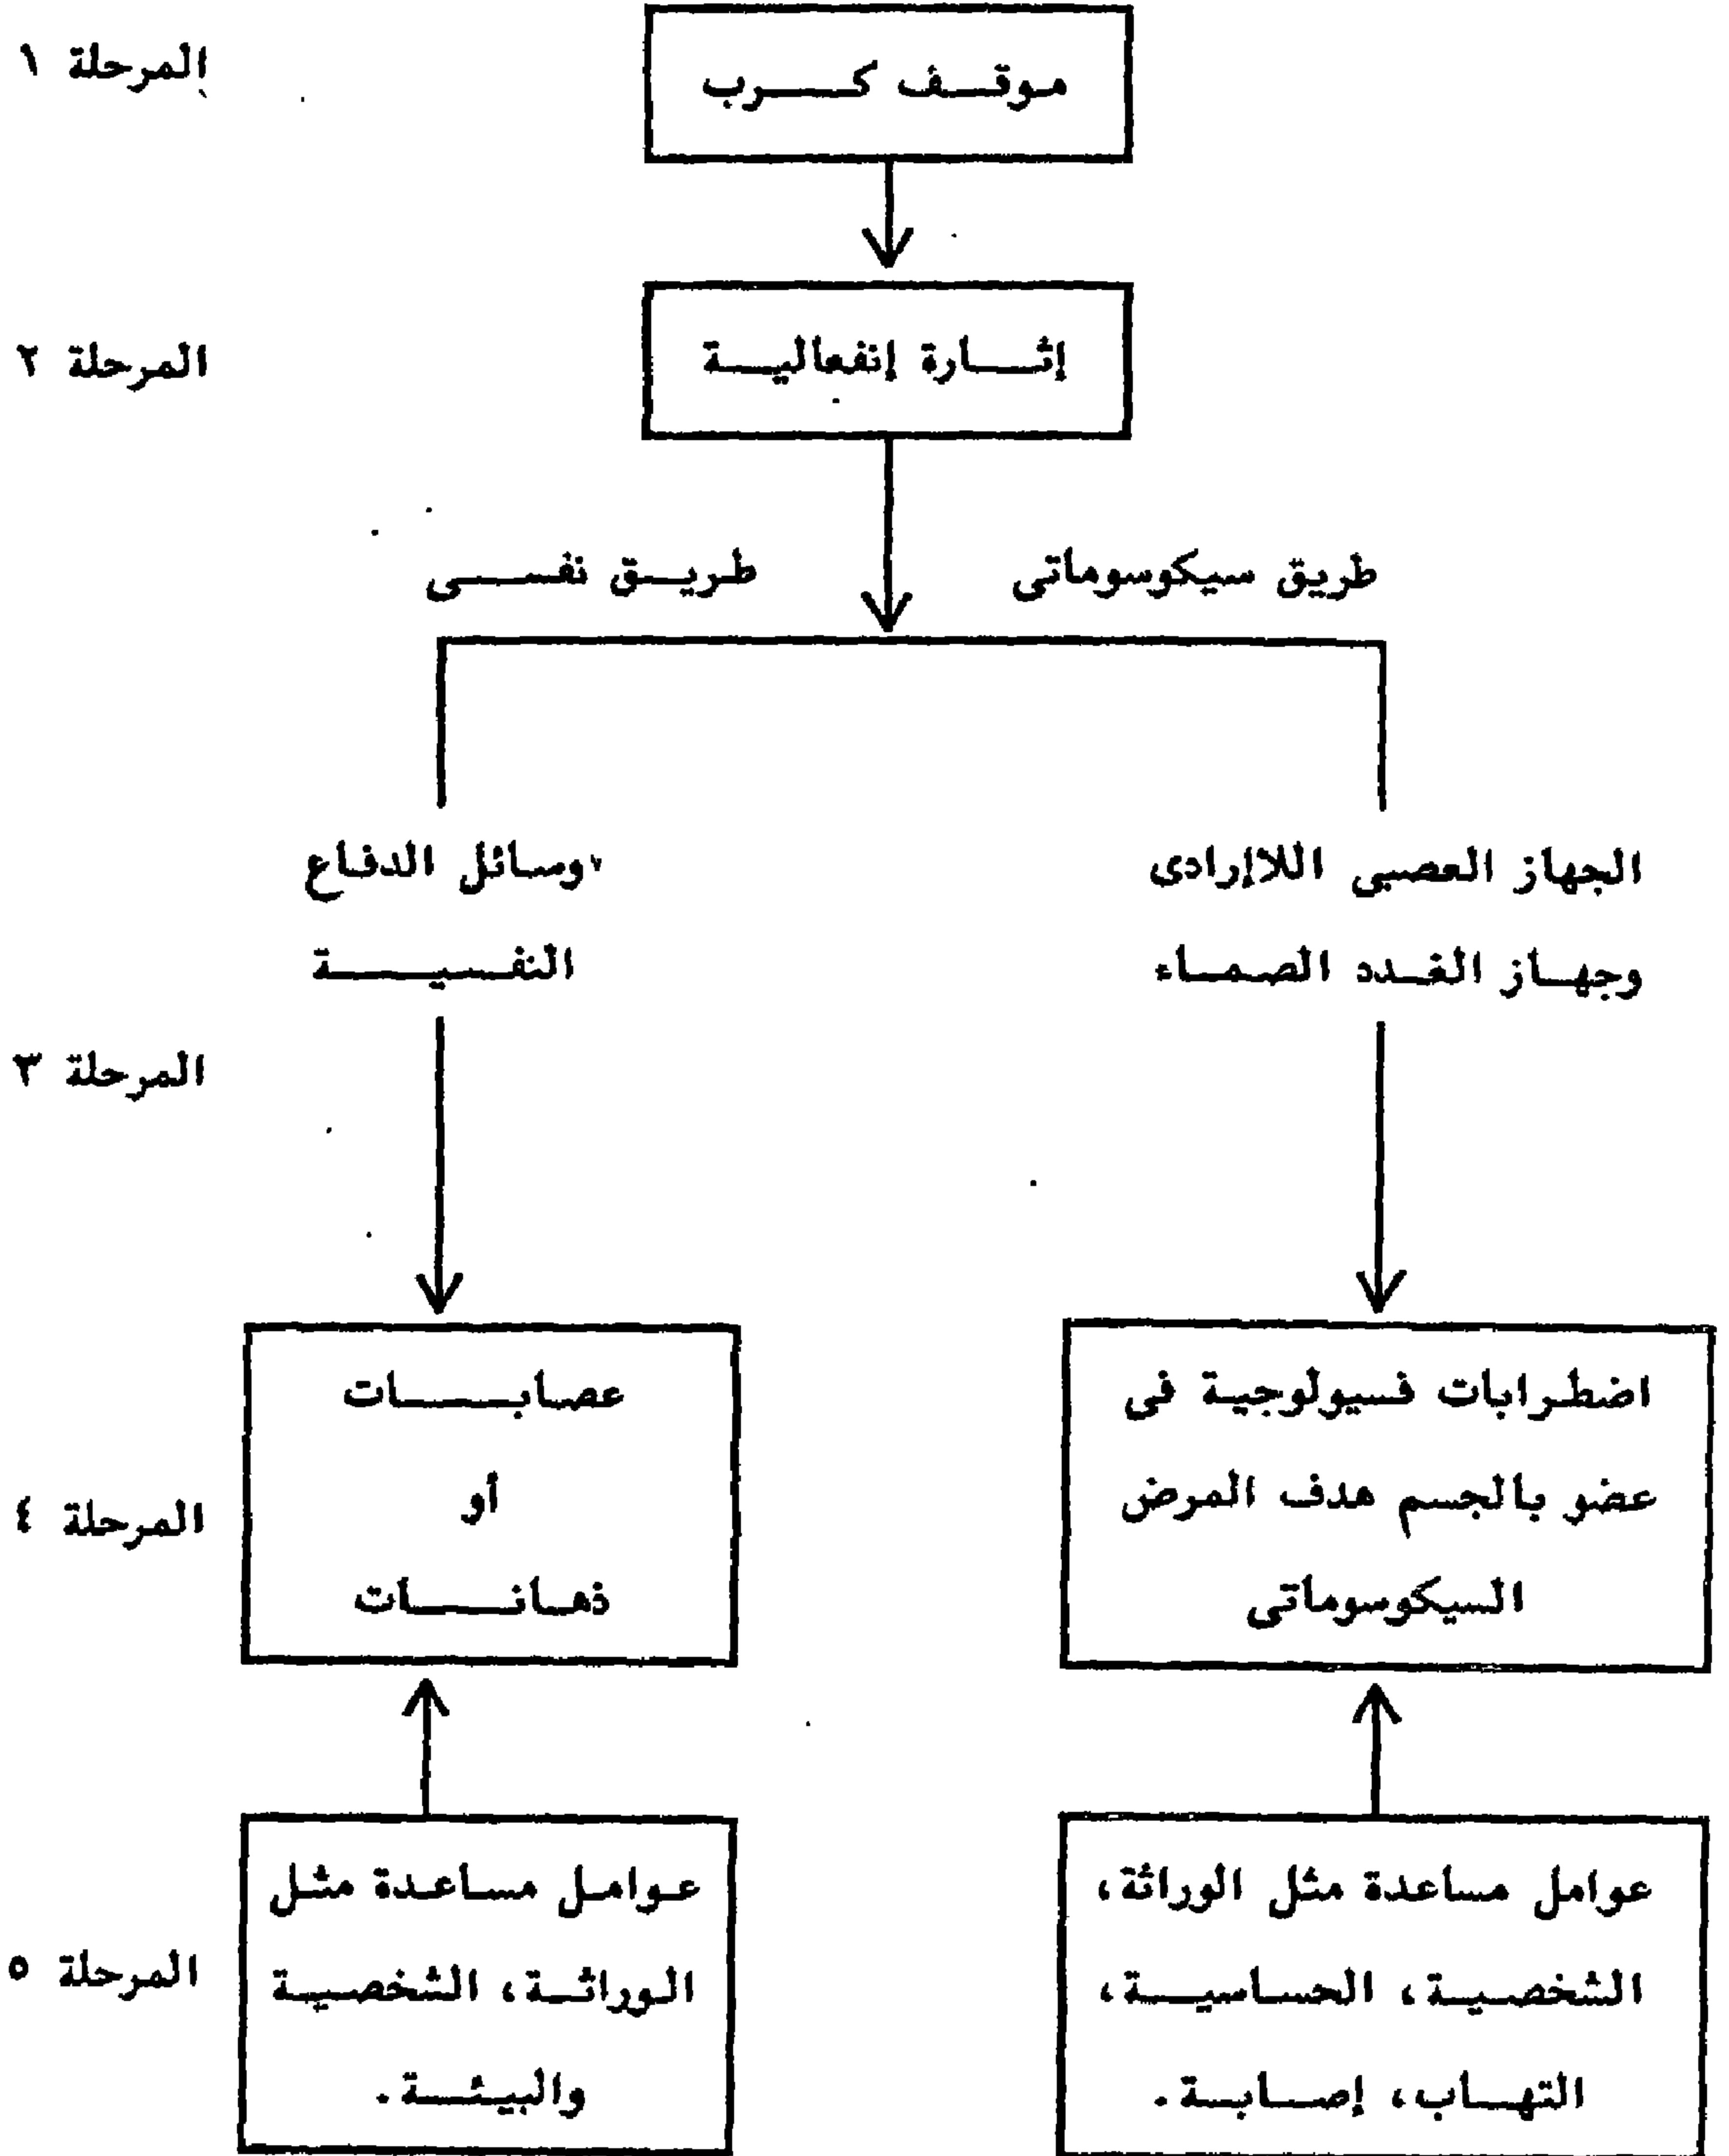 المرحلة ١
موقف كرب
المرحلة ٢
إثارة إنفعالية
طريق سيكوسوماتى
طريق نفسى
الجهاز العصبى اللاإرادى
وجهاز الغدد الصماء
وسائل الدفاع
النفسية
المرحلة ٣
اضطرابات فسيولوجية فى
عضو بالجسم هدف المرض
السيكوسوماتى
عصابات
أو
ذهانات
المرحلة ٤
عوامل مساعدة مثل الوراثة،
الشخصية، الحساسية،
التهاب، إصابة.
عوامل مساعدة مثل
الوراثة، الشخصية
والبيئة.
المرحلة ٥